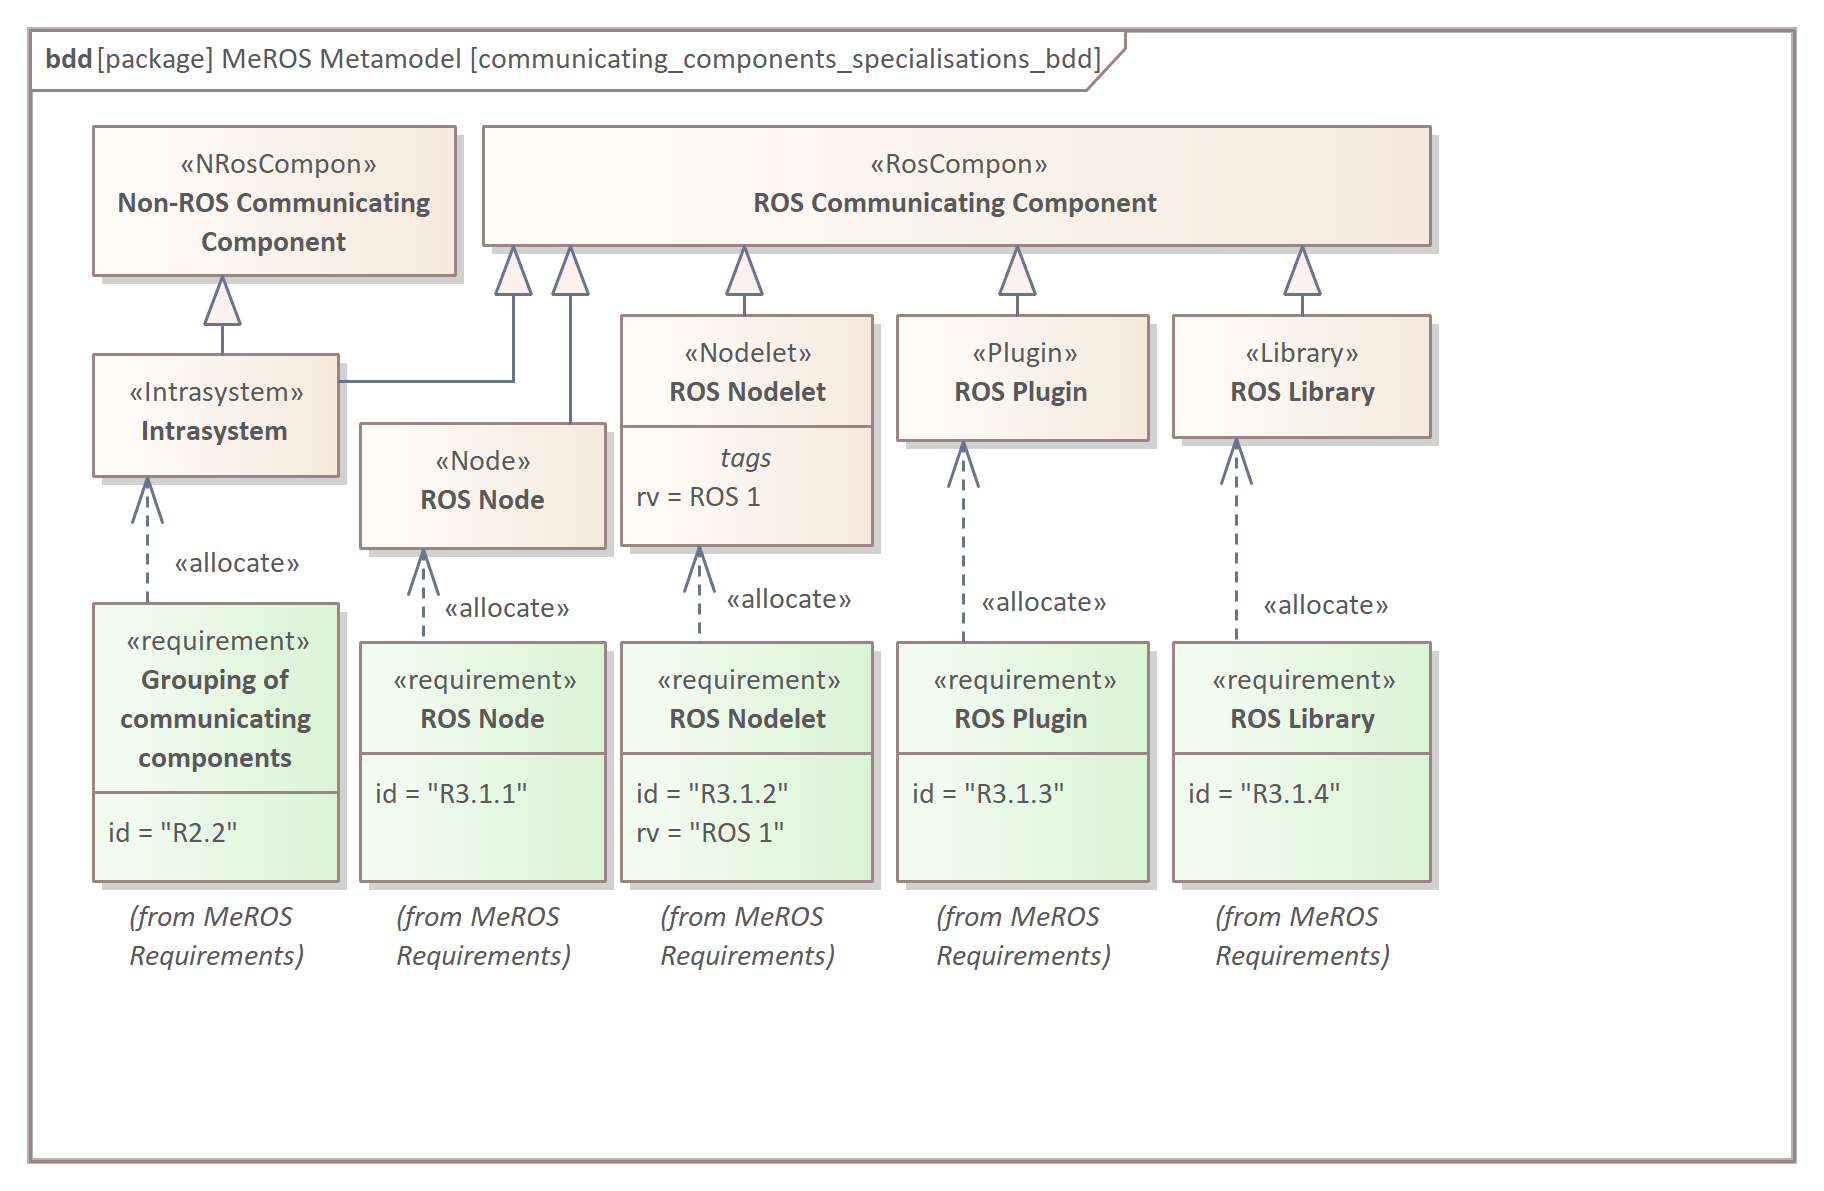 bdd [package] MeROS Metamodel [communicating_components_specialisations_bdd]
«NRosCompon»
Non-ROS Communicating
Component
«RosCompon»
ROS Communicating Component
«Intrasystem»
Intrasystem
«Node»
ROS Node
«Nodelet»
ROS Nodelet
tags
rv = ROS 1
«Plugin»
ROS Plugin
«Library»
ROS Library
«allocate»
«allocate»
«allocate»
«allocate»
«allocate»
«requirement»
Grouping of
communicating
components
id = "R2.2"
(from MeROS
Requirements)
«requirement»
ROS Node
id = "R3.1.1"
(from MeROS
Requirements)
«requirement»
ROS Nodelet
id = "R3.1.2"
rv = "ROS 1"
(from MeROS
Requirements)
«requirement»
ROS Plugin
id = "R3.1.3"
(from MeROS
Requirements)
«requirement»
ROS Library
id = "R3.1.4"
(from MeROS
Requirements)